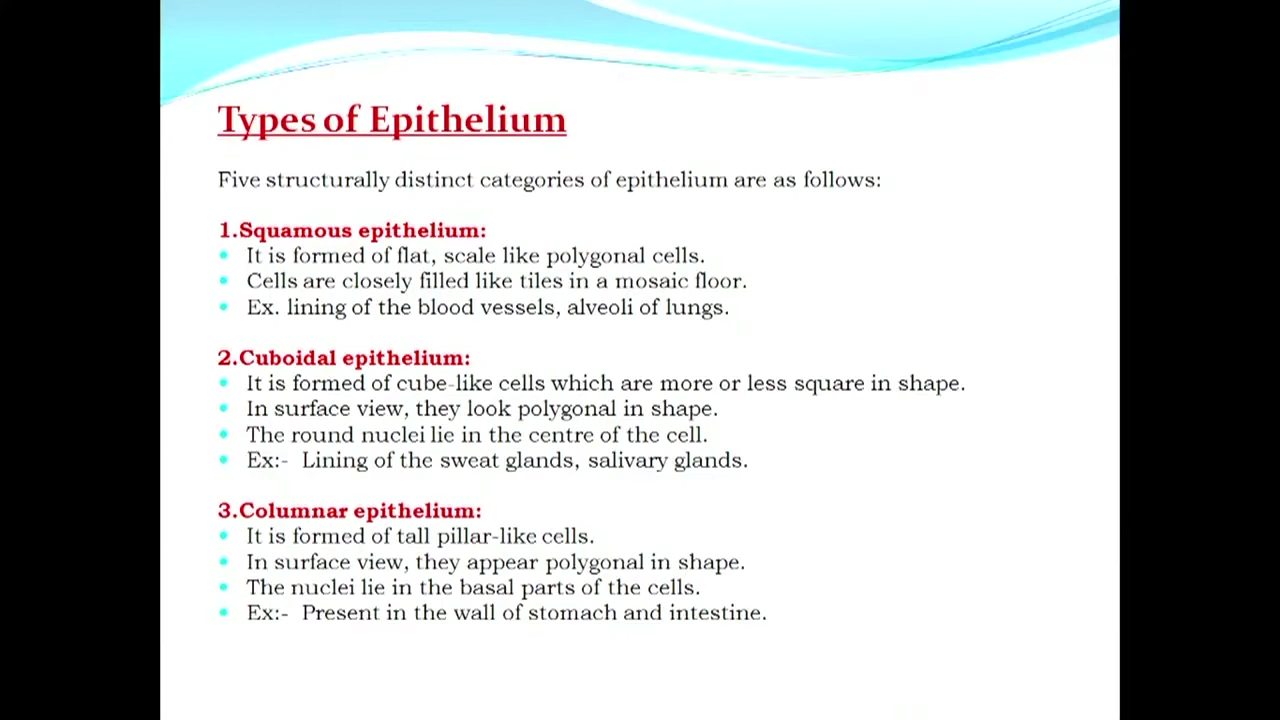 Types of Epithelium
Five structurally distinct categories of epithelium are as follows:
1.Squamous epithelium:
• It is formed of flat, scale like polygonal cells.
• Cells are closely filled like tiles in a mosaic floor.
• Ex. lining of the blood vessels, alveoli of lungs.
2.Cuboidal epithelium:
• It is formed of cube-like cells which are more or less square in shape.
• In surface view, they look polygonal in shape.
• The round nuclei lie in the centre of the cell.
• Ex:- Lining of the sweat glands, salivary glands.
3.Columnar epithelium:
• It is formed of tall pillar-like cells.
• In surface view, they appear polygonal in shape.
• The nuclei lie in the basal parts of the cells.
• Ex:- Present in the wall of stomach and intestine.